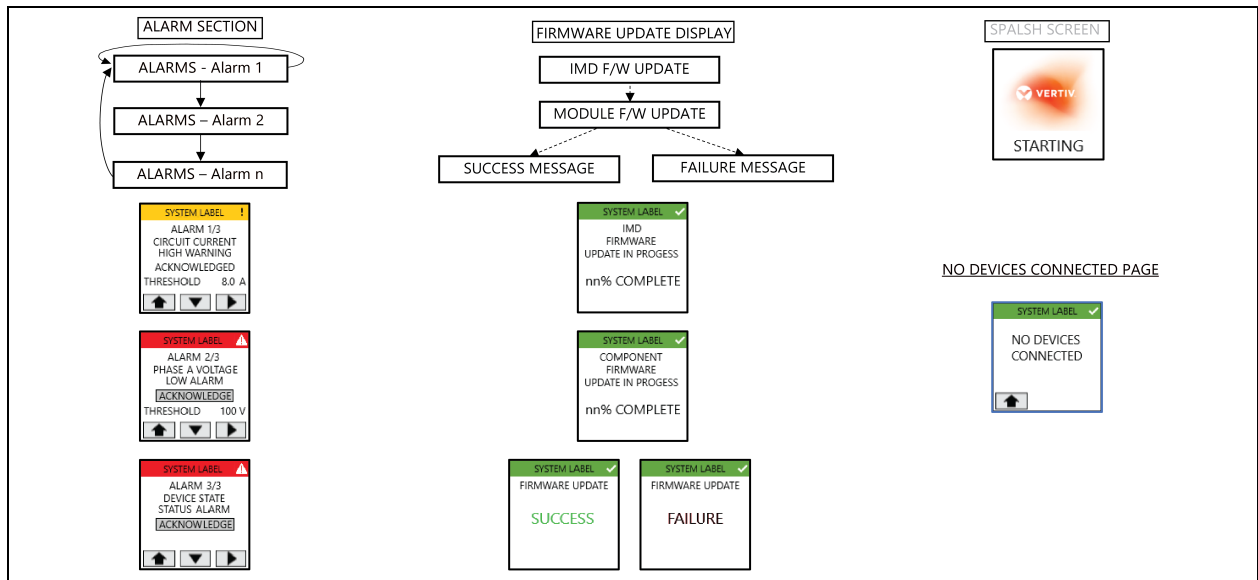 ALARM SECTION
ALARMS - Alarm 1
ALARMS – Alarm 2
ALARMS – Alarm n
SYSTEM LABEL !
ALARM 1/3
CIRCUIT CURRENT
HIGH WARNING
ACKNOWLEDGED
THRESHOLD 8.0 A
SYSTEM LABEL
ALARM 2/3
PHASE A VOLTAGE
LOW ALARM
ACKNOWLEDGE
THRESHOLD 100 V
SYSTEM LABEL
ALARM 3/3
DEVICE STATE
STATUS ALARM
ACKNOWLEDGE
FIRMWARE UPDATE DISPLAY
IMD F/W UPDATE
MODULE F/W UPDATE
SUCCESS MESSAGE
FAILURE MESSAGE
SYSTEM LABEL
IMD
FIRMWARE
UPDATE IN PROGESS
nn% COMPLETE
SYSTEM LABEL
COMPONENT
FIRMWARE
UPDATE IN PROGESS
nn% COMPLETE
SYSTEM LABEL
FIRMWARE UPDATE
SUCCESS
SYSTEM LABEL
FIRMWARE UPDATE
FAILURE
SPALSH SCREEN
VERTIV
STARTING
NO DEVICES CONNECTED PAGE
SYSTEM LABEL
NO DEVICES
CONNECTED